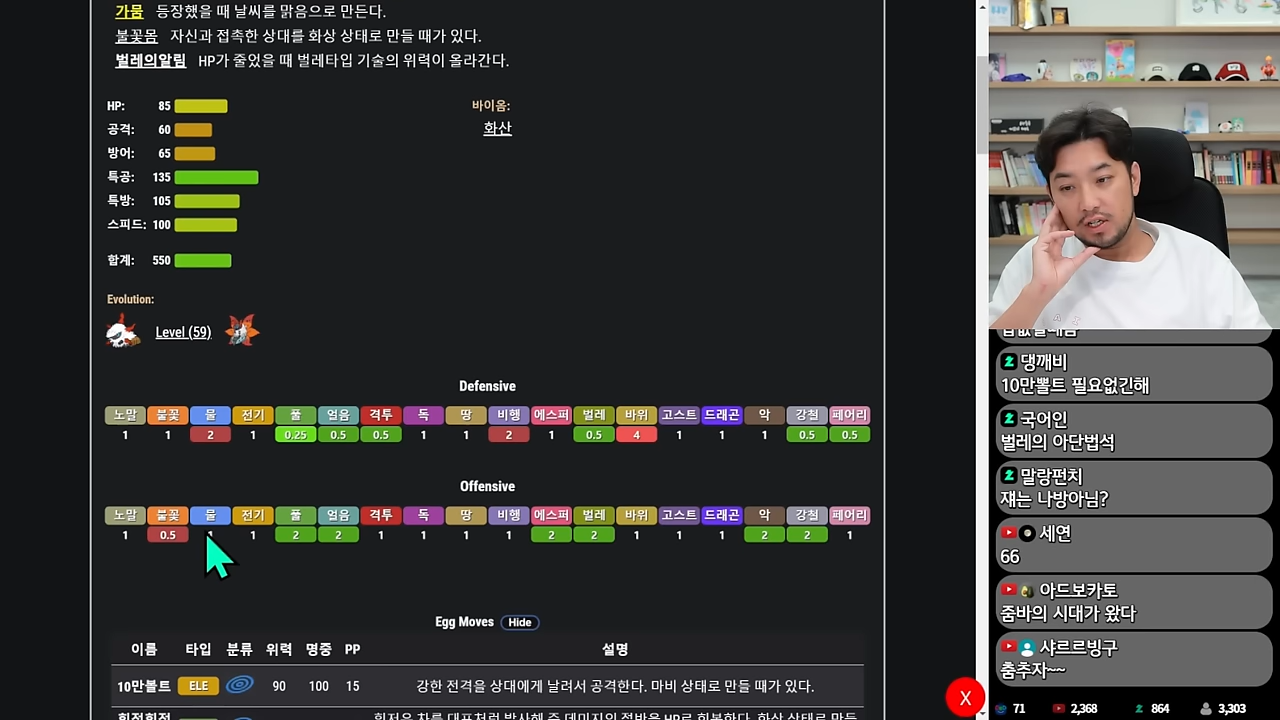 가뭄 등장했을 때 날씨를 맑음으로 만든다.
불꽃몸 자신과 접촉한 상대를 화상 상태로 만들 때가 있다.
벌레의알림 HP가 줄었을 때 벌레타입 기술의 위력이 올라간다.
HP: 85
공격: 60
방어: 65
특공: 135
특방: 105
스피드: 100
합계: 550
바이옴:
화산
Evolution:
Level (59)
Defensive
노말 불꽃 물 전기 풀 얼음 격투 독 땅 비행 에스퍼 벌레 바위 고스트 드래곤 악 강철 페어리
1 1 2 1 0.25 0.5 0.5 1 1 2 1 0.5 4 1 1 1 0.5 0.5
Offensive
노말 불꽃 물 전기 풀 얼음 격투 독 땅 비행 에스퍼 벌레 바위 고스트 드래곤 악 강철 페어리
1 0.5 1 1 2 2 1 1 1 1 2 2 1 1 1 2 2 1
Egg Moves Hide
이름 타입 분류 위력 명중 PP 설명
10만볼트 ELE 90 100 15 강한 전격을 상대에게 날려서 공격한다. 마비 상태로 만들 때가 있다.
댕깨비
10만뽈트 필요없긴해
국어인
벌레의 아단법석
말랑펀치
쟤는 나방아님?
세연
66
아드보카토
줌바의 시대가 왔다
샤르르빙구
춤추자~~
X
71 2,368 864 3,303